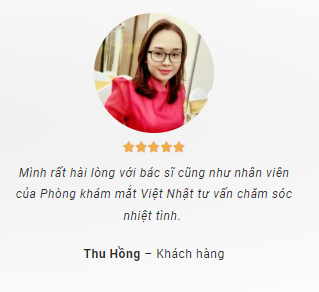 Mình rất hài lòng với bác sĩ cũng như nhân viên
của Phòng khám mắt Việt Nhật tư vấn chăm sóc
nhiệt tình.
Thu Hồng – Khách hàng